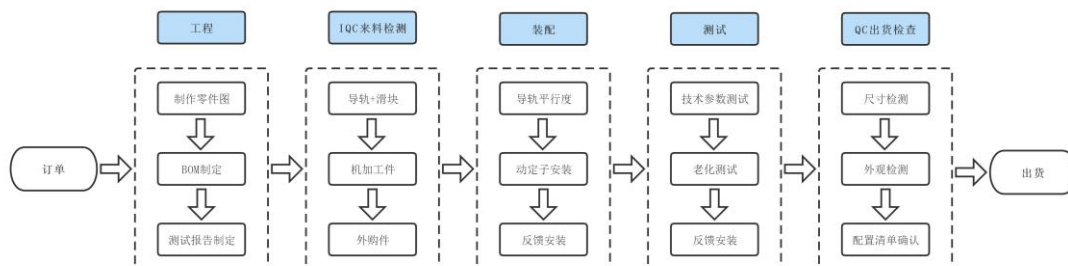 工程
IQC来料检测
装配
测试
QC出货检查
制作零件图
导轨+滑块
导轨平行度
技术参数测试
尺寸检测
订单
BOM制定
机加工件
动定子安装
老化测试
外观检测
出货
测试报告制定
外购件
反馈安装
反馈安装
配置清单确认